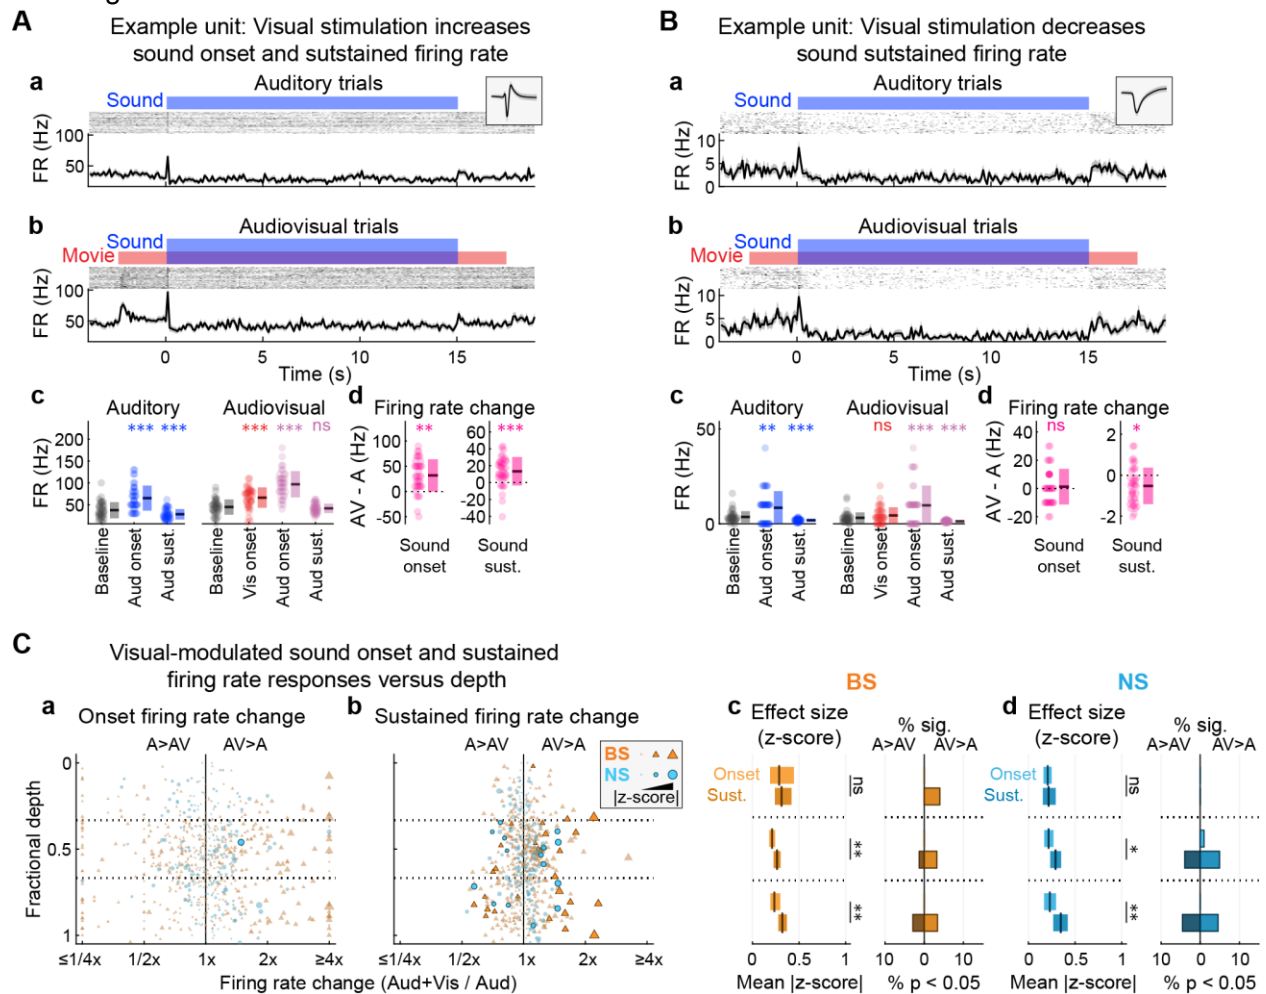 A
Example unit: Visual stimulation increases
sound onset and sutstained firing rate
a
Auditory trials
Sound
100
50
FR (Hz)
b
Audiovisual trials
Sound
Movie
100
50
FR (Hz)
0 5 10 15
Time (s)
c
Auditory
Audiovisual
*** ***
*** *** ns
200
150
100
50
FR (Hz)
Baseline
Aud onset
Aud sust.
Baseline
Vis onset
Aud onset
Aud sust.
d
Firing rate change
**
***
AV - A (Hz)
100
50
0
-50
60
40
20
0
-20
-40
Sound
onset
Sound
sust.
B
Example unit: Visual stimulation decreases
sound sutstained firing rate
a
Auditory trials
Sound
10
5
0
FR (Hz)
b
Audiovisual trials
Sound
Movie
10
5
0
FR (Hz)
0 5 10 15
Time (s)
c
Auditory
Audiovisual
** ***
ns *** ***
50
0
FR (Hz)
Baseline
Aud onset
Aud sust.
Baseline
Vis onset
Aud onset
Aud sust.
d
Firing rate change
ns
*
AV - A (Hz)
40
30
20
10
0
-10
-20
2
0
-2
Sound
onset
Sound
sust.
C
Visual-modulated sound onset and sustained
firing rate responses versus depth
a
Onset firing rate change
A>AV AV>A
Fractional depth
0
0.5
1
≤1/4x 1/2x 1x 2x ≥4x
b
Sustained firing rate change
A>AV AV>A
BS
NS
|z-score|
≤1/4x 1/2x 1x 2x ≥4x
Firing rate change (Aud+Vis / Aud)
BS
c
Effect size
(z-score)
% sig.
A>AV AV>A
Onset
Sust.
ns
**
**
0 0.5 1
Mean |z-score|
10 0 10
% p < 0.05
NS
d
Effect size
(z-score)
% sig.
A>AV AV>A
Onset
Sust.
ns
*
**
0 0.5 1
Mean |z-score|
10 0 10
% p < 0.05